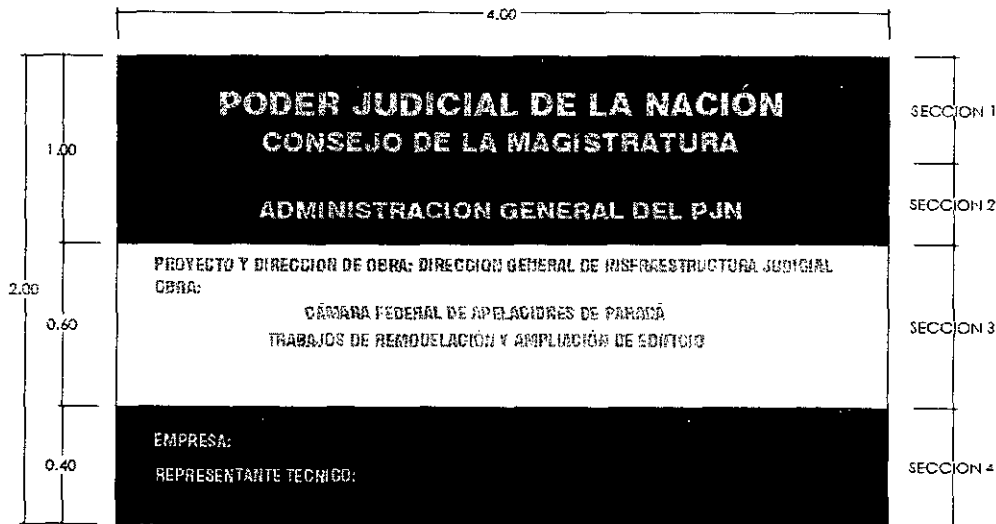 4.00
PODER JUDICIAL DE LA NACIÓN
CONSEJO DE LA MAGISTRATURA
ADMINISTRACION GENERAL DEL PJN
PROYECTO Y DIRECCION DE OBRA: DIRECCION GENERAL DE INSFRAESTRUCTURA JUDICIAL
OBRA:
CÁMARA FEDERAL DE APELACIONES DE PARANÁ
TRABAJOS DE REMODELACIÓN Y AMPLIACIÓN DE EDIFICIO
EMPRESA:
REPRESENTANTE TECNICO:
1.00
2.00
0.60
0.40
SECCION 1
SECCION 2
SECCION 3
SECCION 4